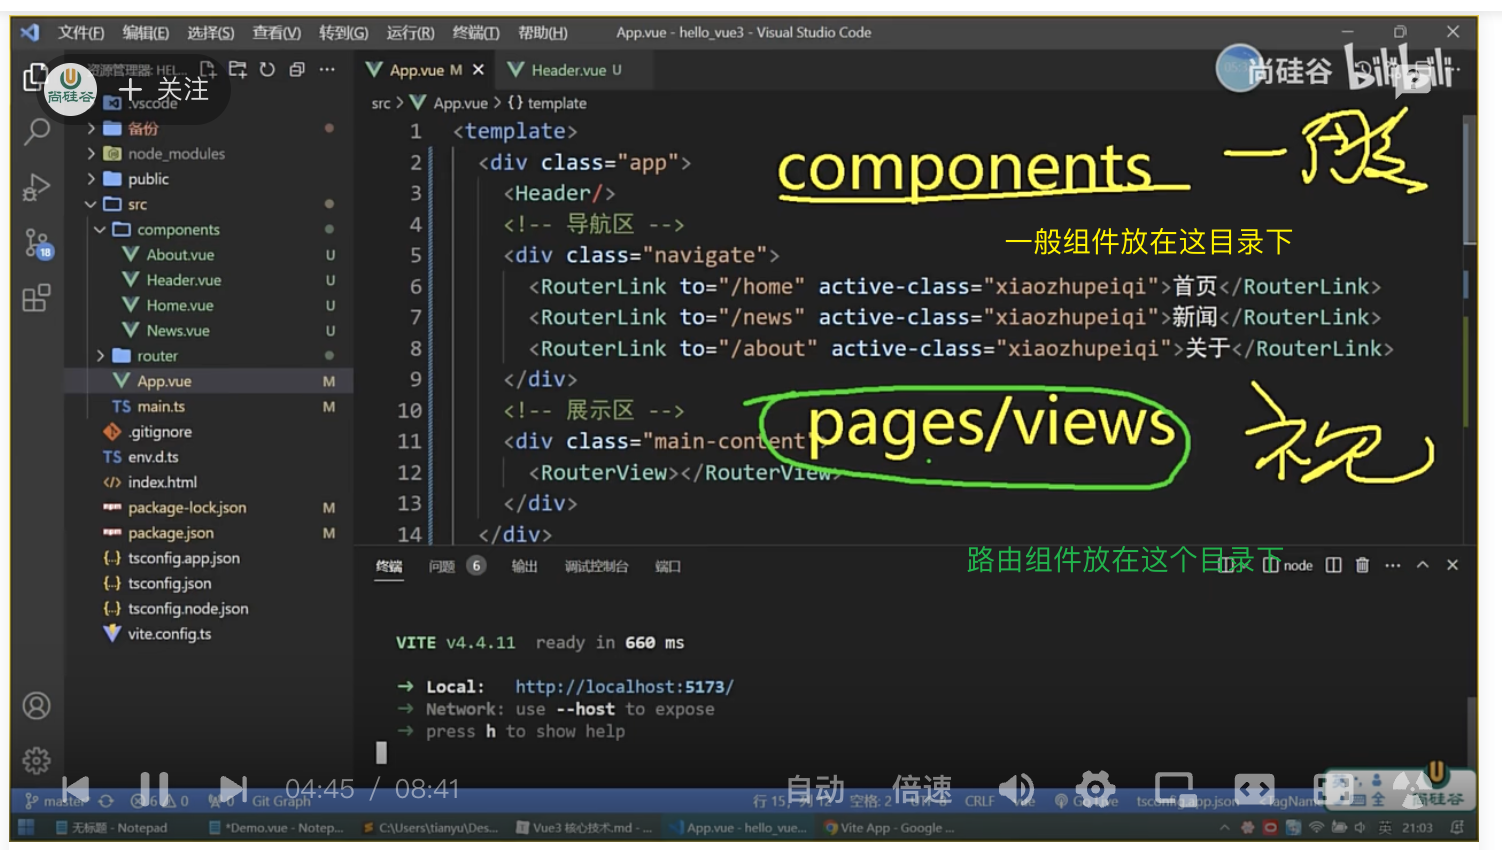 文件(F) 编辑(E) 选择(S) 查看(V) 转到(G) 运行(R) 终端(T) 帮助(H) App.vue - hello_vue3 - Visual Studio Code
资源管理器: HEL...
尚硅谷
+ 关注
.vscode
备份
node_modules
public
src
components
About.vue U
Header.vue U
Home.vue U
News.vue U
router
App.vue M
TS main.ts M
.gitignore
TS env.d.ts
index.html
package-lock.json M
package.json M
tsconfig.app.json
tsconfig.json
tsconfig.node.json
vite.config.ts
18
App.vue M
Header.vue U
尚硅谷 bilibili
src > App.vue > {} template
1 <template>
2 <div class="app">
3 <Header/>
4 <!-- 导航区 -->
5 <div class="navigate">
6 <RouterLink to="/home" active-class="xiaozhupeiqi">首页</RouterLink>
7 <RouterLink to="/news" active-class="xiaozhupeiqi">新闻</RouterLink>
8 <RouterLink to="/about" active-class="xiaozhupeiqi">关于</RouterLink>
9 </div>
10 <!-- 展示区 -->
11 <div class="main-content">
12 <RouterView></RouterView>
13 </div>
14 </div>
components 一般
一般组件放在这目录下
pages/views
视
路由组件放在这个目录下
终端 问题 6 输出 调试控制台 端口 node
VITE v4.4.11 ready in 660 ms
➜ Local: http://localhost:5173/
➜ Network: use --host to expose
➜ press h to show help
04:45 / 08:41
自动 倍速
master 6 0 0 Git Graph
空格: 2 CRLF Go Live tsconfig.app.json
无标题 - Notepad *Demo.vue - Notep... C:\Users\tianyu\Des... Vue3 核心技术.md - ... App.vue - hello_vue... Vite App - Google ... 英 21:03